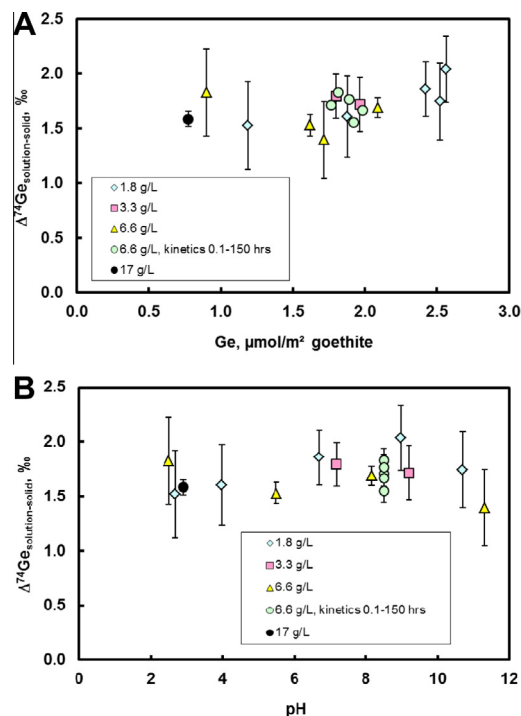 A
2.5
2.0
1.5
1.0
0.5
0.0
Δ⁷⁴Ge solution-solid, ‰
1.8 g/L
3.3 g/L
6.6 g/L
6.6 g/L, kinetics 0.1-150 hrs
17 g/L
0.0 0.5 1.0 1.5 2.0 2.5 3.0
Ge, µmol/m² goethite
B
2.5
2.0
1.5
1.0
0.5
0.0
Δ⁷⁴Ge solution-solid, ‰
1.8 g/L
3.3 g/L
6.6 g/L
6.6 g/L, kinetics 0.1-150 hrs
17 g/L
0 2 4 6 8 10 12
pH